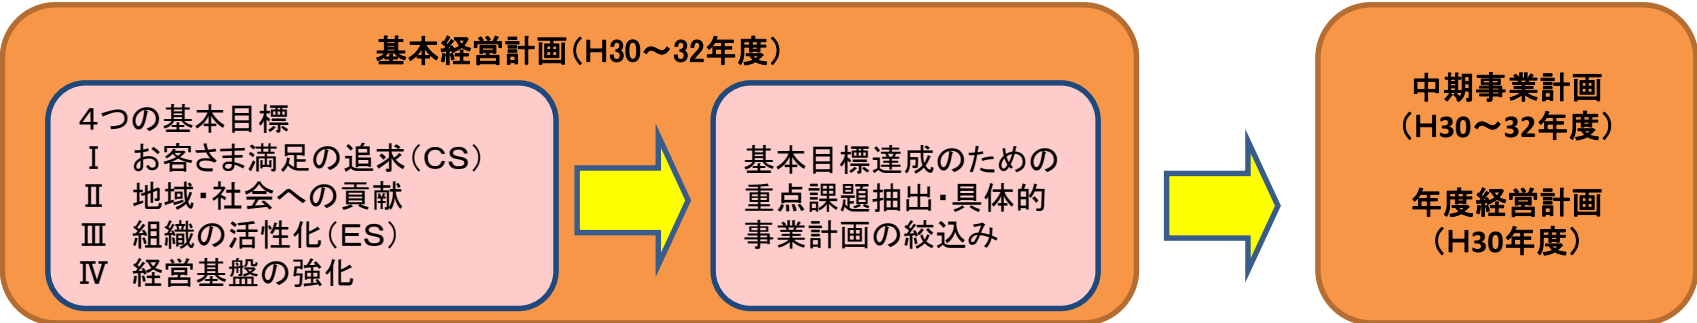 基本経営計画(H30～32年度)
4つの基本目標
Ⅰ お客さま満足の追求(CS)
Ⅱ 地域・社会への貢献
Ⅲ 組織の活性化(ES)
Ⅳ 経営基盤の強化
基本目標達成のための
重点課題抽出・具体的
事業計画の絞込み
中期事業計画
(H30～32年度)
年度経営計画
(H30年度)